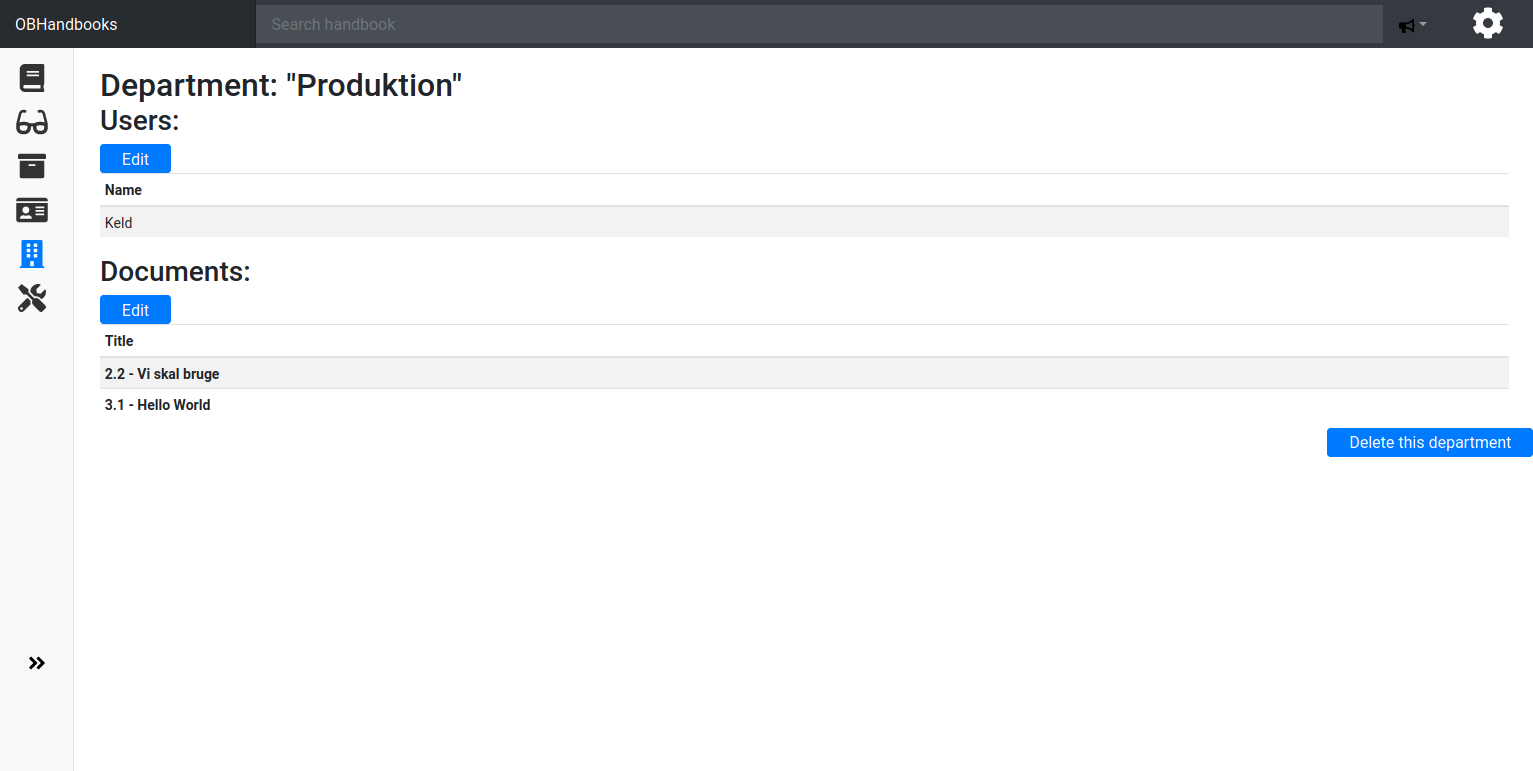 OBHandbooks
Search handbook
Department: "Produktion"
Users:
Edit
Name
Keld
Documents:
Edit
Title
2.2 - Vi skal bruge
3.1 - Hello World
Delete this department